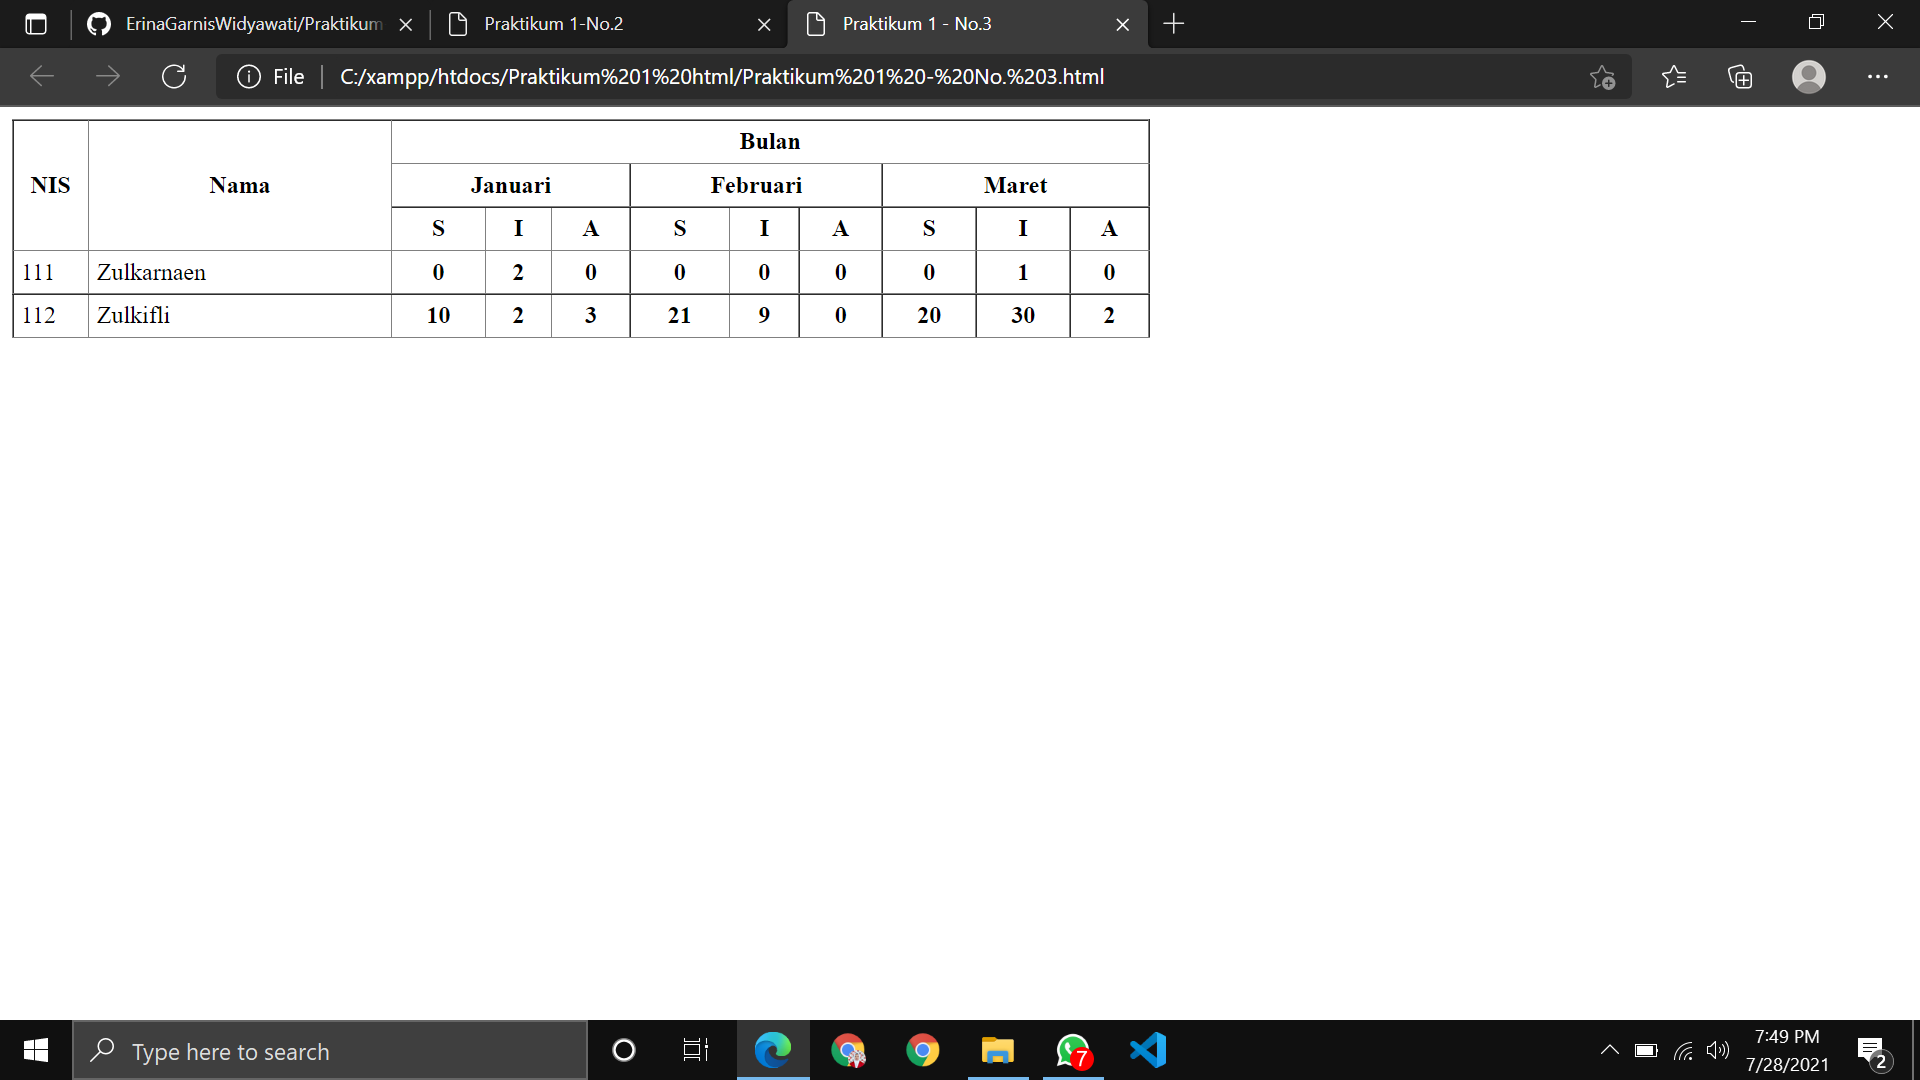 ErinaGarnisWidyawati/Praktikum
Praktikum 1-No.2
Praktikum 1 - No.3
File
C:/xampp/htdocs/Praktikum%201%20html/Praktikum%201%20-%20No.%203.html
NIS Nama Bulan
Januari Februari Maret
S I A S I A S I A
111 Zulkarnaen 0 2 0 0 0 0 0 1 0
112 Zulkifli 10 2 3 21 9 0 20 30 2
Type here to search
7
7:49 PM
7/28/2021
2